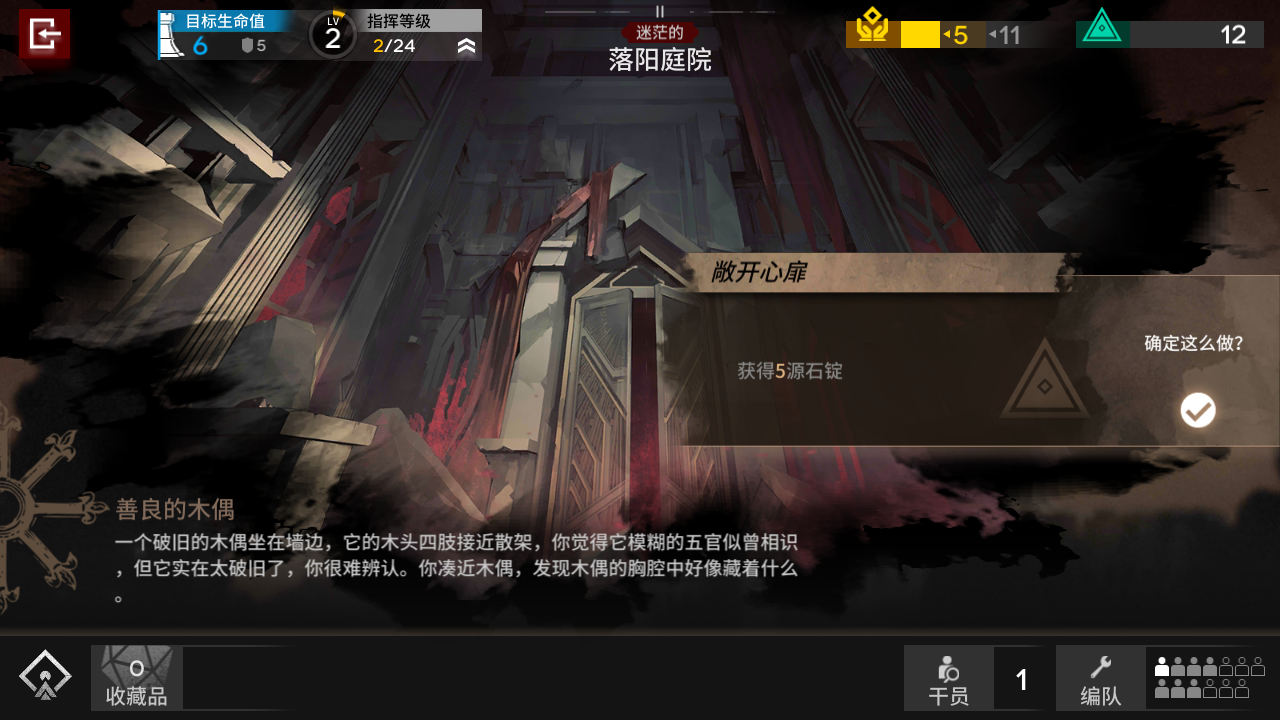 目标生命值
6
5
LV
2
指挥等级
2/24
迷茫的
落阳庭院
5
11
12
敞开心扉
获得5源石锭
确定这么做？
善良的木偶
一个破旧的木偶坐在墙边，它的木头四肢接近散架，你觉得它模糊的五官似曾相识
，但它实在太破旧了，你很难辨认。你凑近木偶，发现木偶的胸腔中好像藏着什么
。
0
收藏品
干员
1
编队